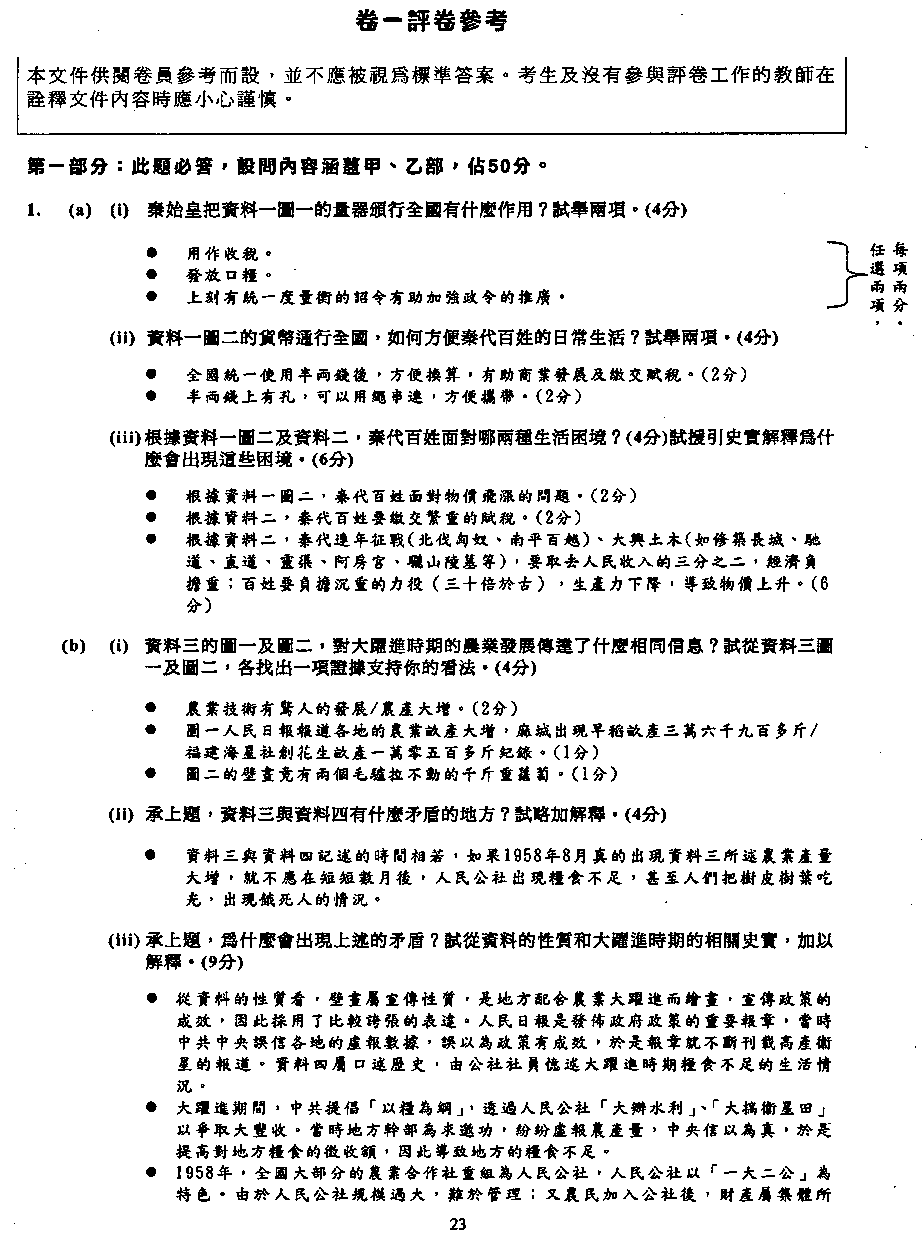 卷一評卷參考
本文件供閱卷員參考而設，並不應被視爲標準答案。考生及沒有參與評卷工作的教師在
詮釋文件內容時應小心謹慎。
第一部分：此題必答，設問內容涵蓋甲、乙部，佔50分。
1. (a) (i) 秦始皇把資料一圖一的量器頒行全國有什麼作用？試舉兩項。(4分)
● 用作收稅。
● 發放口糧。
● 上刻有統一度量衡的詔令有助加強政令的推廣。
任選兩項，每項兩分。
(ii) 資料一圖二的貨幣通行全國，如何方便秦代百姓的日常生活？試舉兩項。(4分)
● 全國統一使用半兩錢後，方便換算，有助商業發展及繳交賦稅。(2分)
● 半兩錢上有孔，可以用繩串連，方便攜帶。(2分)
(iii) 根據資料一圖二及資料二，秦代百姓面對哪兩種生活困境？(4分)試援引史實解釋爲什
麼會出現這些困境。(6分)
● 根據資料一圖二，秦代百姓面對物價飛漲的問題。(2分)
● 根據資料二，秦代百姓要繳交繁重的賦稅。(2分)
● 根據資料二，秦代連年征戰(北伐匈奴、南平百越)、大興土木(如修築長城、馳
道、直道、靈渠、阿房宮、驪山陵墓等)，要取去人民收入的三分之二，經濟負
擔重；百姓要負擔沉重的力役（三十倍於古），生產力下降，導致物價上升。(6
分)
(b) (i) 資料三的圖一及圖二，對大躍進時期的農業發展傳達了什麼相同信息？試從資料三圖
一及圖二，各找出一項證據支持你的看法。(4分)
● 農業技術有驚人的發展/農產大增。(2分)
● 圖一人民日報報道各地的農業畝產大增，麻城出現早稻畝產三萬六千九百多斤/
福建海星社創花生畝產一萬零五百多斤紀錄。(1分)
● 圖二的壁畫竟有兩個毛驢拉不動的千斤重蘿蔔。(1分)
(ii) 承上題，資料三與資料四有什麼矛盾的地方？試略加解釋。(4分)
● 資料三與資料四記述的時間相若，如果1958年8月真的出現資料三所述農業產量
大增，就不應在短短數月後，人民公社出現糧食不足，甚至人們把樹皮樹葉吃
光，出現餓死人的情況。
(iii) 承上題，爲什麼會出現上述的矛盾？試從資料的性質和大躍進時期的相關史實，加以
解釋。(9分)
● 從資料的性質看，壁畫屬宣傳性質，是地方配合農業大躍進而繪畫，宣傳政策的
成效，因此採用了比較誇張的表達。人民日報是發佈政府政策的重要報章，當時
中共中央誤信各地的虛報數據，誤以為政策有成效，於是報章就不斷刊載高產衛
星的報道。資料四屬口述歷史，由公社社員憶述大躍進時期糧食不足的生活情
況。
● 大躍進期間，中共提倡「以糧為綱」，透過人民公社「大辦水利」、「大搞衛星田」
以爭取大豐收。當時地方幹部為求邀功，紛紛虛報農產量，中央信以為真，於是
提高對地方糧食的徵收額，因此導致地方的糧食不足。
● 1958年，全國大部分的農業合作社重組為人民公社，人民公社以「一大二公」為
特色。由於人民公社規模過大，難於管理；又農民加入公社後，財產屬集體所
23